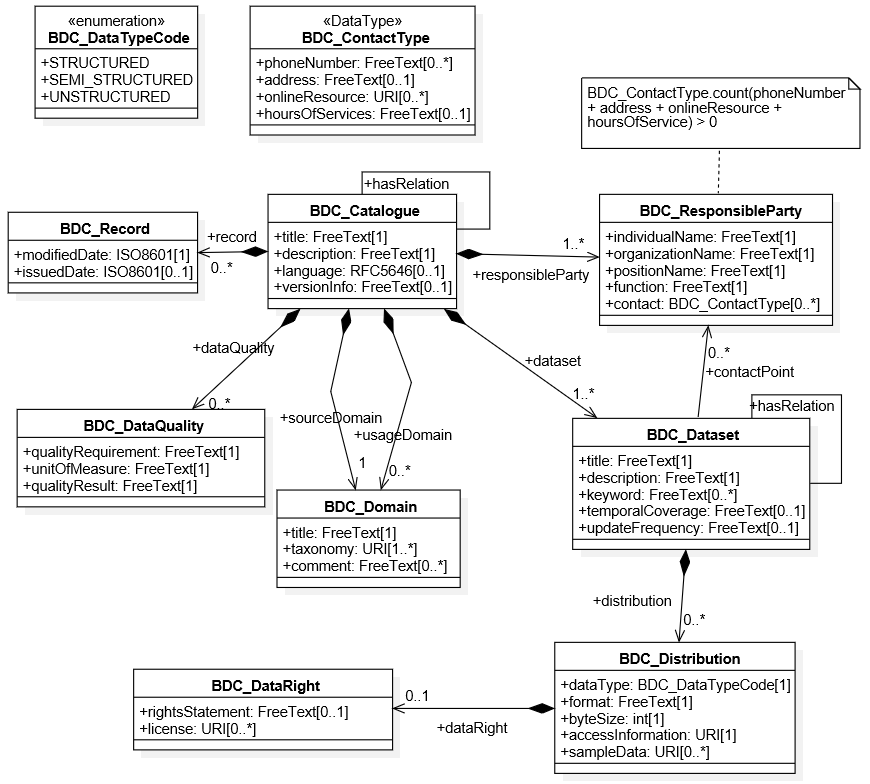 «enumeration»
BDC_DataTypeCode
+STRUCTURED
+SEMI_STRUCTURED
+UNSTRUCTURED
«DataType»
BDC_ContactType
+phoneNumber: FreeText[0..*]
+address: FreeText[0..1]
+onlineResource: URI[0..*]
+hoursOfServices: FreeText[0..1]
BDC_ContactType.count(phoneNumber
+ address + onlineResource +
hoursOfService) > 0
+hasRelation
BDC_Record
+modifiedDate: ISO8601[1]
+issuedDate: ISO8601[0..1]
+record
0..*
BDC_Catalogue
+title: FreeText[1]
+description: FreeText[1]
+language: RFC5646[0..1]
+versionInfo: FreeText[0..1]
1..*
+responsibleParty
BDC_ResponsibleParty
+individualName: FreeText[1]
+organizationName: FreeText[1]
+positionName: FreeText[1]
+function: FreeText[1]
+contact: BDC_ContactType[0..*]
+dataQuality
0..*
+dataset
1..*
0..*
+contactPoint
+sourceDomain
1
+usageDomain
0..*
+hasRelation
BDC_DataQuality
+qualityRequirement: FreeText[1]
+unitOfMeasure: FreeText[1]
+qualityResult: FreeText[1]
BDC_Domain
+title: FreeText[1]
+taxonomy: URI[1..*]
+comment: FreeText[0..*]
BDC_Dataset
+title: FreeText[1]
+description: FreeText[1]
+keyword: FreeText[0..*]
+temporalCoverage: FreeText[0..1]
+updateFrequency: FreeText[0..1]
+distribution
0..*
BDC_DataRight
+rightsStatement: FreeText[0..1]
+license: URI[0..*]
0..1
+dataRight
BDC_Distribution
+dataType: BDC_DataTypeCode[1]
+format: FreeText[1]
+byteSize: int[1]
+accessInformation: URI[1]
+sampleData: URI[0..*]